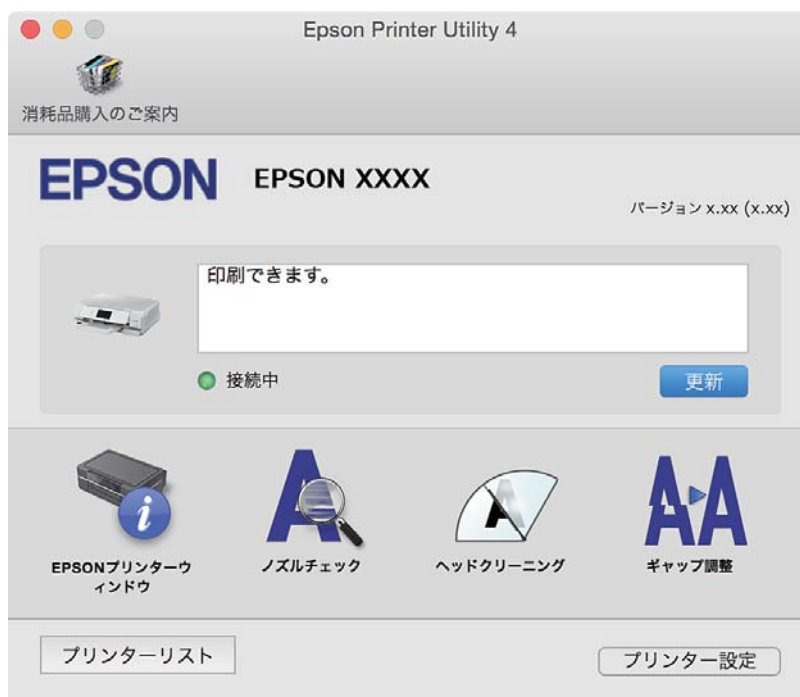 Epson Printer Utility 4
消耗品購入のご案内
EPSON
EPSON XXXX
バージョン x.xx (x.xx)
印刷できます。
接続中
更新
EPSONプリンターウ
ィンドウ
ノズルチェック
ヘッドクリーニング
ギャップ調整
プリンターリスト
プリンター設定